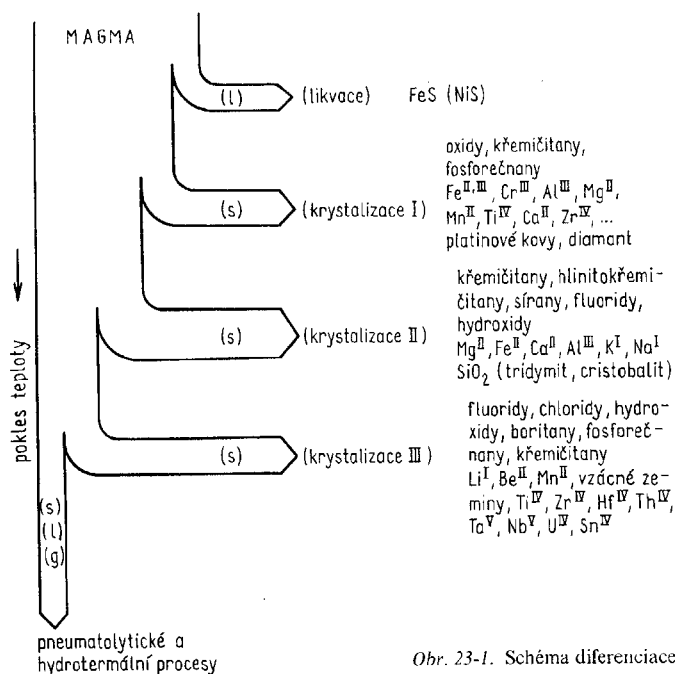 MAGMA
(l) (likvace) FeS (NiS)
oxidy, křemičitany,
fosforečnany
Fe^II,III, Cr^III, Al^III, Mg^II,
(s) (krystalizace I) Mn^II, Ti^IV, Ca^II, Zr^IV, ...
platinové kovy, diamant
křemičitany, hlinitokřemi-
čitany, sírany, fluoridy,
hydroxidy
(s) (krystalizace II) Mg^II, Fe^II, Ca^II, Al^III, K^I, Na^I
SiO₂ (tridymit, cristobalit)
pokles teploty
fluoridy, chloridy, hydro-
xidy, boritany, fosforeč-
(s) (krystalizace III) nany, křemičitany
Li^I, Be^II, Mn^II, vzácné ze-
miny, Ti^IV, Zr^IV, Hf^IV, Th^IV,
Ta^V, Nb^V, U^IV, Sn^IV
(s)
(l)
(g)
pneumatolytické a
hydrotermální procesy
Obr. 23-1. Schéma diferenciace